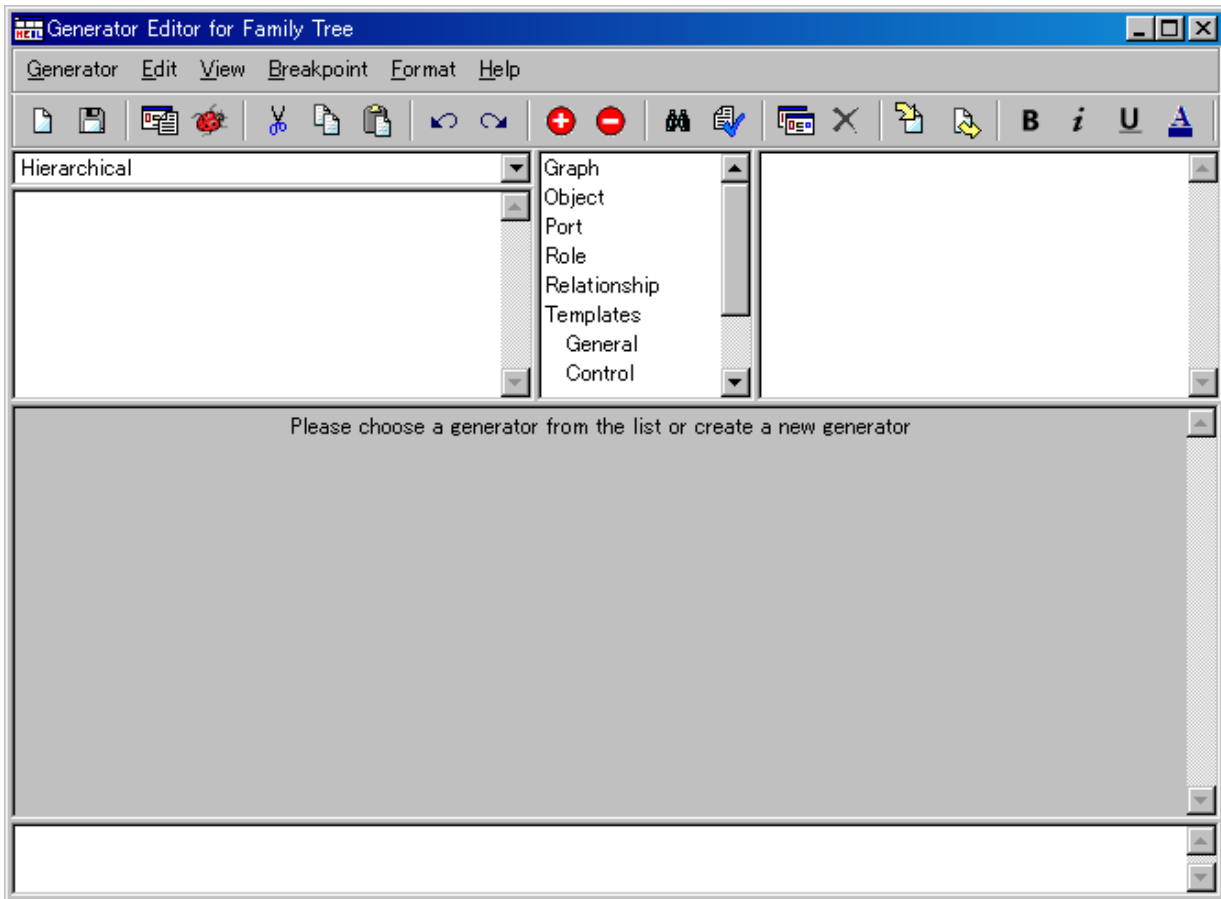 Generator Editor for Family Tree
Generator Edit View Breakpoint Format Help
B i U A
Hierarchical
Graph
Object
Port
Role
Relationship
Templates
General
Control
Please choose a generator from the list or create a new generator